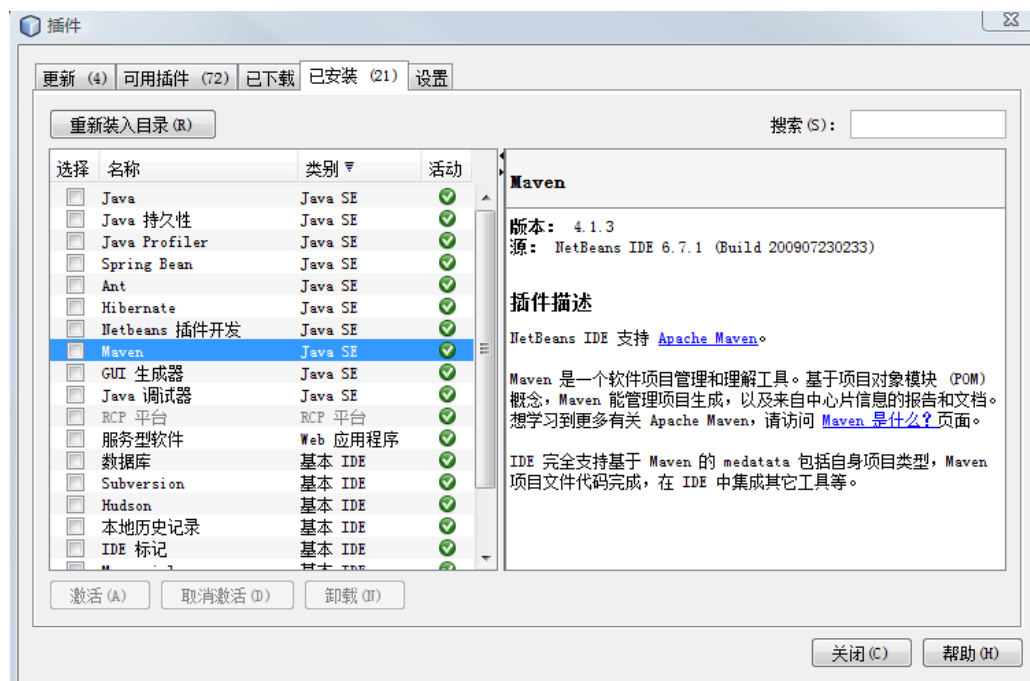 插件
更新 (4) 可用插件 (72) 已下载 已安装 (21) 设置
重新装入目录(R) 搜索(S):
选择 名称 类别 活动
Java Java SE
Java 持久性 Java SE
Java Profiler Java SE
Spring Bean Java SE
Ant Java SE
Hibernate Java SE
Netbeans 插件开发 Java SE
Maven Java SE
GUI 生成器 Java SE
Java 调试器 Java SE
RCP 平台 RCP 平台
服务型软件 Web 应用程序
数据库 基本 IDE
Subversion 基本 IDE
Hudson 基本 IDE
本地历史记录 基本 IDE
IDE 标记 基本 IDE
基本 IDE
Maven
版本: 4.1.3
源: NetBeans IDE 6.7.1 (Build 200907230233)
插件描述
NetBeans IDE 支持 Apache Maven。
Maven 是一个软件项目管理和理解工具。基于项目对象模块 (POM)
概念，Maven 能管理项目生成，以及来自中心片信息的报告和文档。
想学习到更多有关 Apache Maven，请访问 Maven 是什么？页面。
IDE 完全支持基于 Maven 的 medatata 包括自身项目类型，Maven
项目文件代码完成，在 IDE 中集成其它工具等。
激活(A) 取消激活(D) 卸载(N)
关闭(C) 帮助(H)